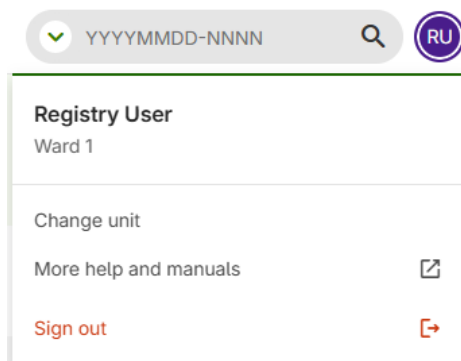 YYYYMMDD-NNNN
RU
Registry User
Ward 1
Change unit
More help and manuals
Sign out